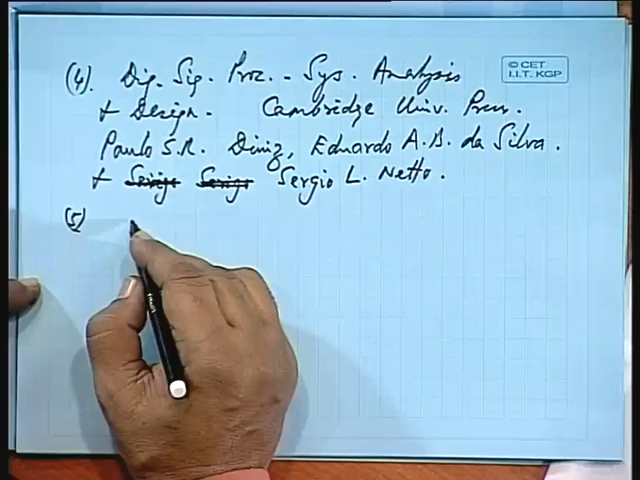 (4). Dig. Sig. Proc. - Sys. Analysis
© CET
I.I.T. KGP
+ Design. Cambridge Univ. Press.
Paulo S.R. Diniz, Eduardo A.B. da Silva.
+ Sergio L. Netto.
(5)